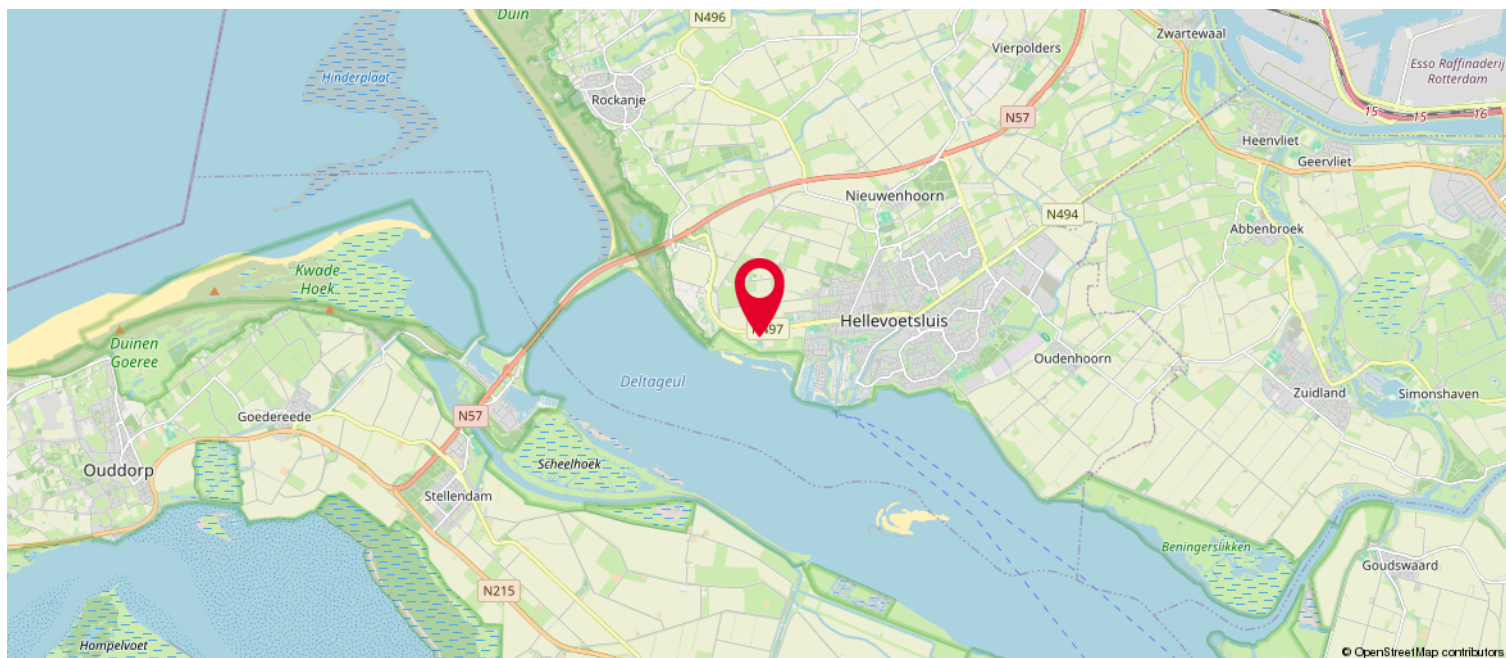 Duin
N496
Zwartewaal
Vierpolders
Hinderplaat
Esso Raffinaderij
Rotterdam
Rockanje
15
15
16
N57
Heenvliet
Geervliet
Nieuwenhoorn
N494
Abbenbroek
Kwade
Hoek
Hellevoetsluis
Duinen
Goeree
Oudenhoorn
Deltageul
Zuidland
Simonshaven
Goedereede
N57
Ouddorp
Scheelhoek
Stellendam
Beningerslikken
Goudswaard
N215
Hompelvoet
© OpenStreetMap contributors